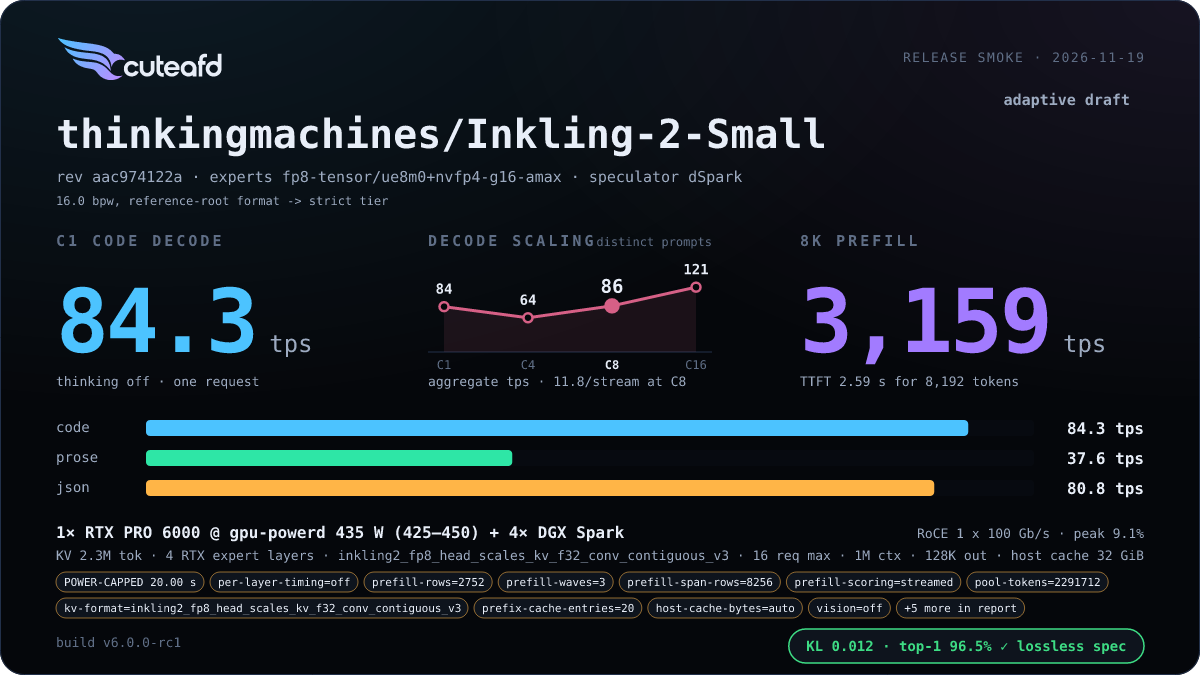 cuteafd
RELEASE SMOKE · 2026-11-19
adaptive draft
thinkingmachines/Inkling-2-Small
rev aac974122a · experts fp8-tensor/ue8m0+nvfp4-g16-amax · speculator dSpark
16.0 bpw, reference-root format -> strict tier
C1 CODE DECODE
84.3 tps
thinking off · one request
DECODE SCALING distinct prompts
84 64 86 121
C1 C4 C8 C16
aggregate tps · 11.8/stream at C8
8K PREFILL
3,159 tps
TTFT 2.59 s for 8,192 tokens
code 84.3 tps
prose 37.6 tps
json 80.8 tps
1× RTX PRO 6000 @ gpu-powerd 435 W (425–450) + 4× DGX Spark
RoCE 1 x 100 Gb/s · peak 9.1%
KV 2.3M tok · 4 RTX expert layers · inkling2_fp8_head_scales_kv_f32_conv_contiguous_v3 · 16 req max · 1M ctx · 128K out · host cache 32 GiB
POWER-CAPPED 20.00 s per-layer-timing=off prefill-rows=2752 prefill-waves=3 prefill-span-rows=8256 prefill-scoring=streamed pool-tokens=2291712
kv-format=inkling2_fp8_head_scales_kv_f32_conv_contiguous_v3 prefix-cache-entries=20 host-cache-bytes=auto vision=off +5 more in report
build v6.0.0-rc1
KL 0.012 · top-1 96.5% ✓ lossless spec